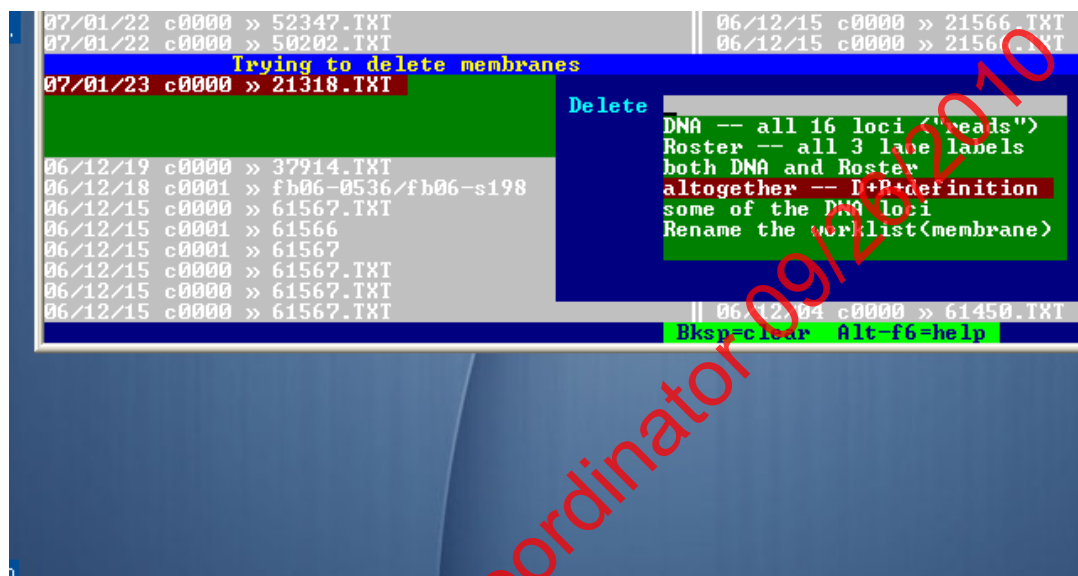 07/01/22 c0000 » 52347.TXT || 06/12/15 c0000 » 21566.TXT
07/01/22 c0000 » 50202.TXT || 06/12/15 c0000 » 21566.TXT
Trying to delete membranes
07/01/23 c0000 » 21318.TXT
Delete
DNA -- all 16 loci ("reads")
Roster -- all 3 lane labels
both DNA and Roster
altogether -- D+R+definition
some of the DNA loci
Rename the worklist(membrane)
06/12/19 c0000 » 37914.TXT
06/12/18 c0001 » fb06-0536/fb06-s198
06/12/15 c0000 » 61567.TXT
06/12/15 c0001 » 61566
06/12/15 c0001 » 61567
06/12/15 c0000 » 61567.TXT
06/12/15 c0000 » 61567.TXT
06/12/15 c0000 » 61567.TXT || 06/12/04 c0000 » 61450.TXT
Bksp=clear Alt-f6=help
ordinator 09/26/2010